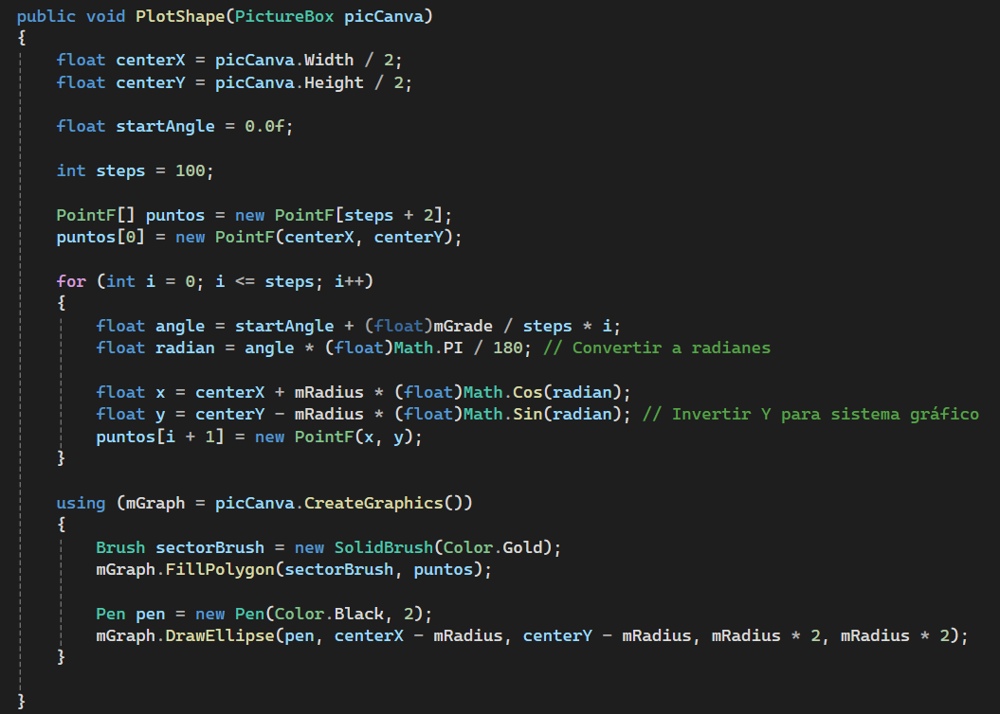 public void PlotShape(PictureBox picCanva)
{
    float centerX = picCanva.Width / 2;
    float centerY = picCanva.Height / 2;

    float startAngle = 0.0f;

    int steps = 100;

    PointF[] puntos = new PointF[steps + 2];
    puntos[0] = new PointF(centerX, centerY);

    for (int i = 0; i <= steps; i++)
    {
        float angle = startAngle + (float)mGrade / steps * i;
        float radian = angle * (float)Math.PI / 180; // Convertir a radianes

        float x = centerX + mRadius * (float)Math.Cos(radian);
        float y = centerY - mRadius * (float)Math.Sin(radian); // Invertir Y para sistema gráfico
        puntos[i + 1] = new PointF(x, y);
    }

    using (mGraph = picCanva.CreateGraphics())
    {
        Brush sectorBrush = new SolidBrush(Color.Gold);
        mGraph.FillPolygon(sectorBrush, puntos);

        Pen pen = new Pen(Color.Black, 2);
        mGraph.DrawEllipse(pen, centerX - mRadius, centerY - mRadius, mRadius * 2, mRadius * 2);
    }

}